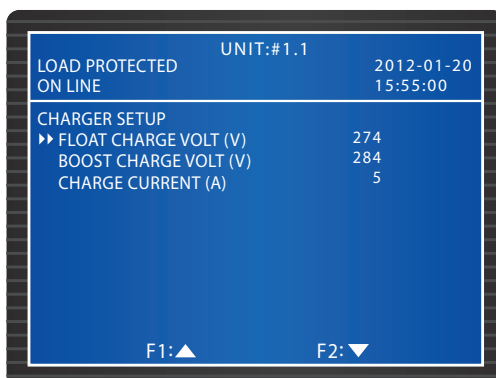 UNIT:#1.1
LOAD PROTECTED 2012-01-20
ON LINE 15:55:00
CHARGER SETUP
FLOAT CHARGE VOLT (V) 274
BOOST CHARGE VOLT (V) 284
CHARGE CURRENT (A) 5
F1: F2: